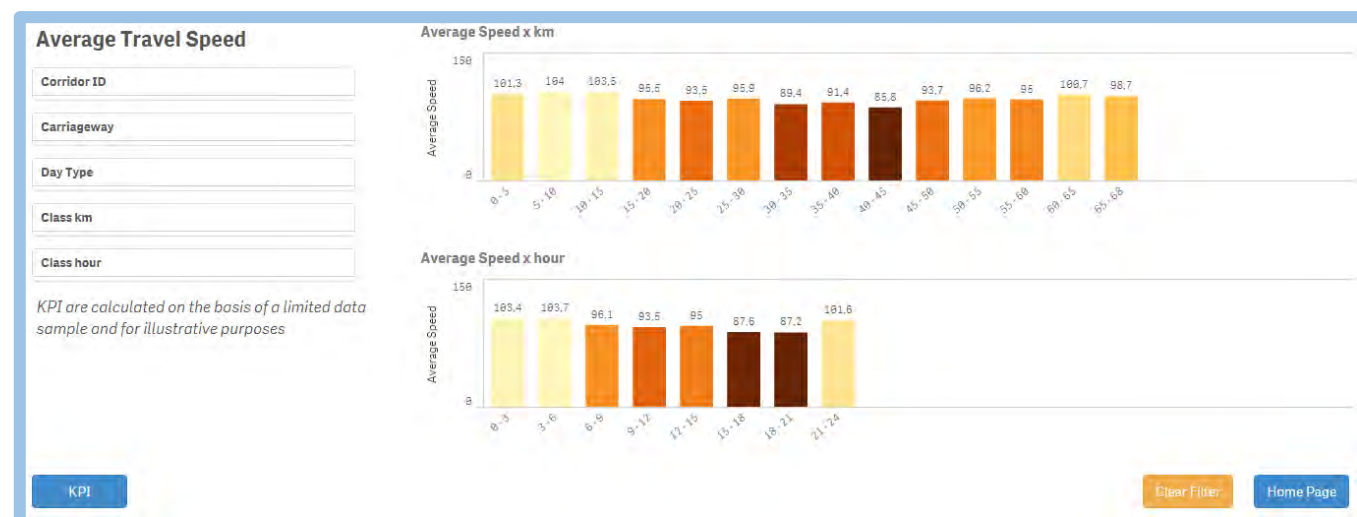 Average Travel Speed
Corridor ID
Carriageway
Day Type
Class km
Class hour
KPI are calculated on the basis of a limited data
sample and for illustrative purposes
KPI
Average Speed x km
150
Average Speed
0
101,3 104 103,5 95,5 93,5 95,9 89,4 91,4 85,8 93,7 96,2 95 100,7 98,7
0-5 5-10 10-15 15-20 20-25 25-30 30-35 35-40 40-45 45-50 50-55 55-60 60-65 65-68
Average Speed x hour
150
Average Speed
0
103,4 103,7 96,1 93,5 95 87,6 87,2 101,6
0-3 3-6 6-9 9-12 12-15 15-18 18-21 21-24
Clear Filter
Home Page